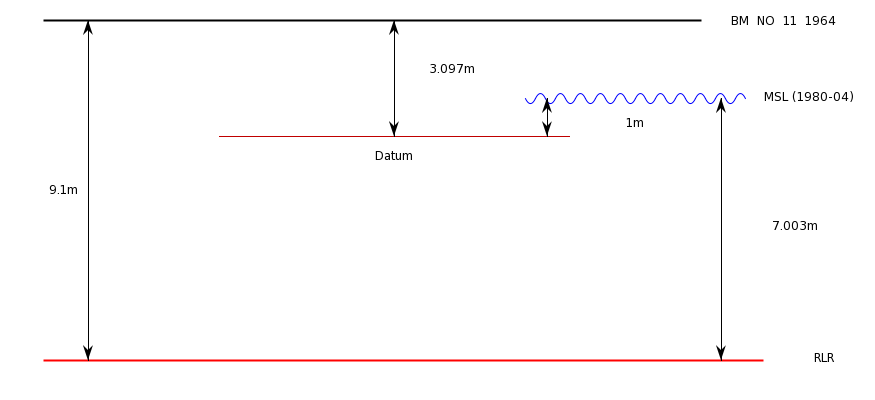 BM NO 11 1964
3.097m
MSL (1980-04)
1m
Datum
9.1m
7.003m
RLR